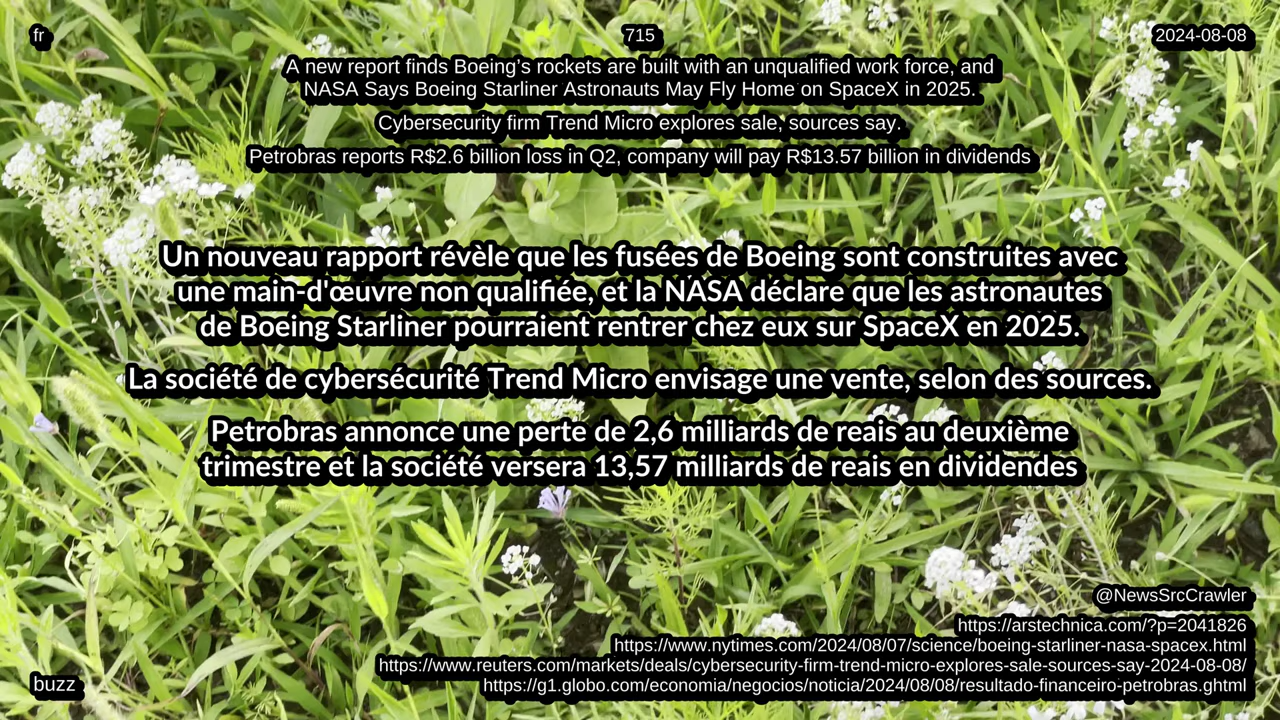 fr
715
2024-08-08
A new report finds Boeing’s rockets are built with an unqualified work force, and
NASA Says Boeing Starliner Astronauts May Fly Home on SpaceX in 2025.
Cybersecurity firm Trend Micro explores sale, sources say.
Petrobras reports R$2.6 billion loss in Q2, company will pay R$13.57 billion in dividends
Un nouveau rapport révèle que les fusées de Boeing sont construites avec
une main-d'œuvre non qualifiée, et la NASA déclare que les astronautes
de Boeing Starliner pourraient rentrer chez eux sur SpaceX en 2025.
La société de cybersécurité Trend Micro envisage une vente, selon des sources.
Petrobras annonce une perte de 2,6 milliards de reais au deuxième
trimestre et la société versera 13,57 milliards de reais en dividendes
@NewsSrcCrawler
https://arstechnica.com/?p=2041826
https://www.nytimes.com/2024/08/07/science/boeing-starliner-nasa-spacex.html
https://www.reuters.com/markets/deals/cybersecurity-firm-trend-micro-explores-sale-sources-say-2024-08-08/
https://g1.globo.com/economia/negocios/noticia/2024/08/08/resultado-financeiro-petrobras.ghtml
buzz